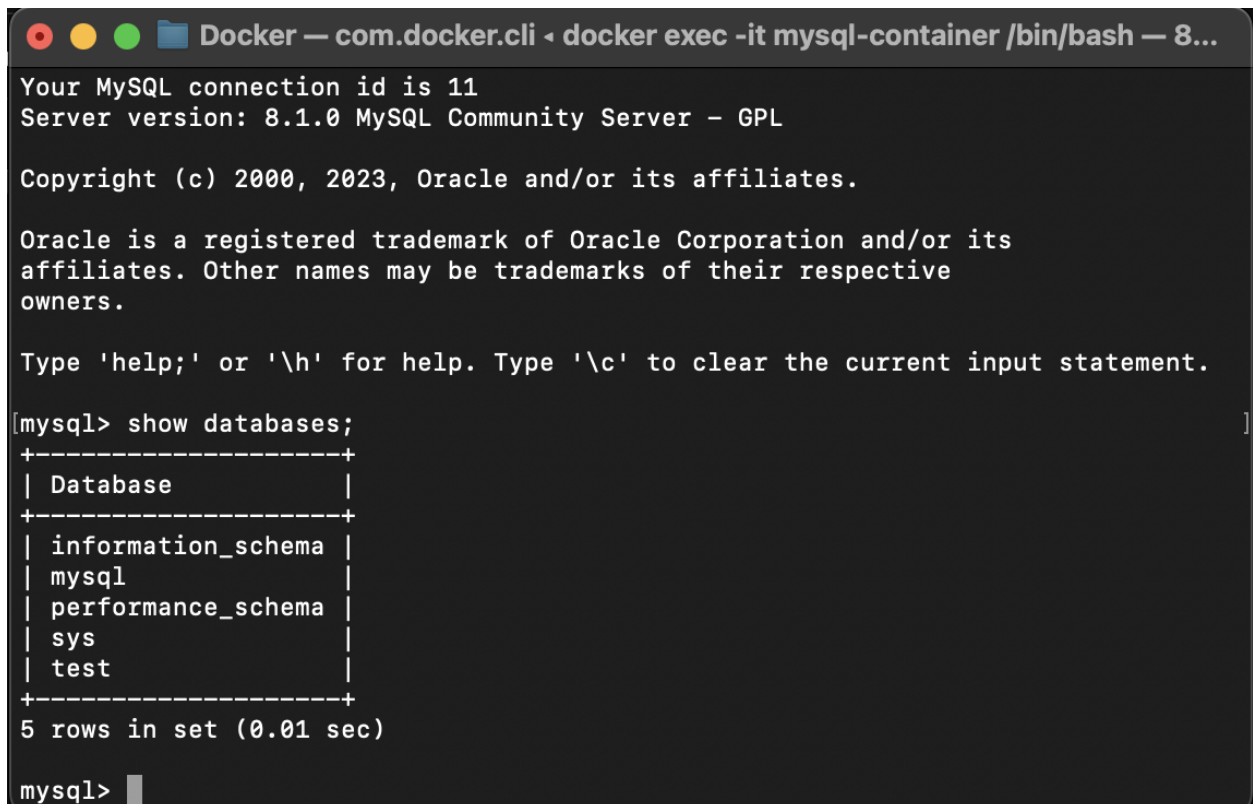 Docker — com.docker.cli ◂ docker exec -it mysql-container /bin/bash — 8...
Your MySQL connection id is 11
Server version: 8.1.0 MySQL Community Server - GPL
Copyright (c) 2000, 2023, Oracle and/or its affiliates.
Oracle is a registered trademark of Oracle Corporation and/or its
affiliates. Other names may be trademarks of their respective
owners.
Type 'help;' or '\h' for help. Type '\c' to clear the current input statement.
[mysql> show databases; ]
+--------------------+
| Database           |
+--------------------+
| information_schema |
| mysql              |
| performance_schema |
| sys                |
| test               |
+--------------------+
5 rows in set (0.01 sec)
mysql>